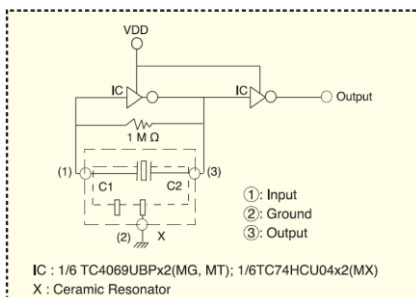 VDD
IC
IC
Output
1 M Ω
(1)
C1
C2
(3)
(2)
X
①: Input
②: Ground
③: Output
IC : 1/6 TC4069UBPx2(MG, MT); 1/6TC74HCU04x2(MX)
X : Ceramic Resonator